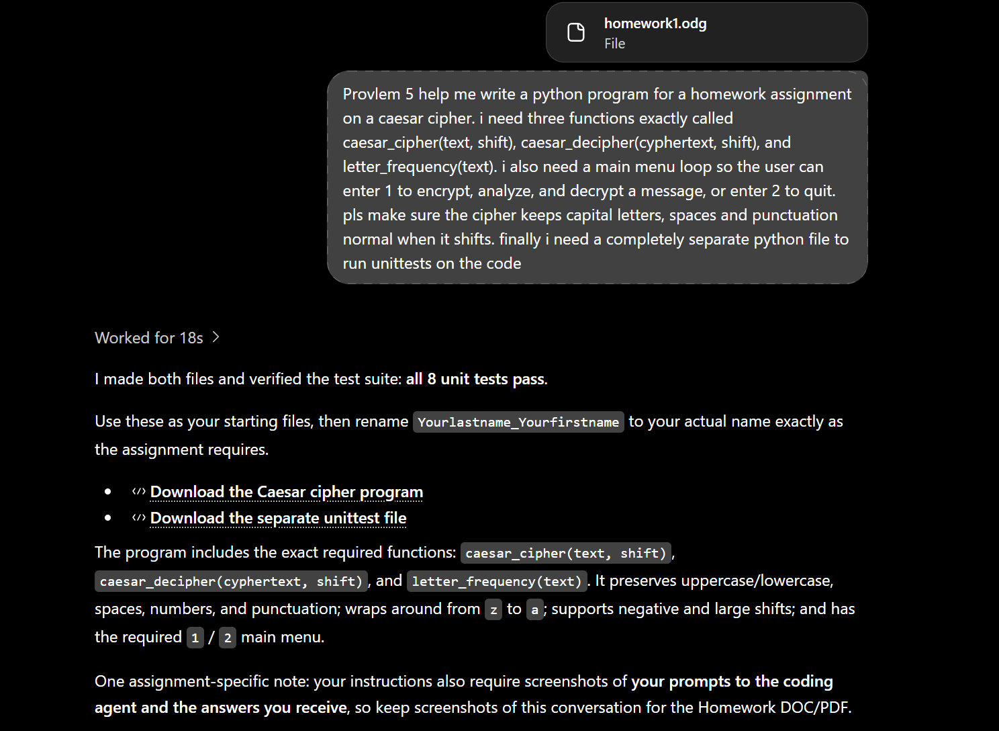 homework1.odg
File
Provlem 5 help me write a python program for a homework assignment
on a caesar cipher. i need three functions exactly called
caesar_cipher(text, shift), caesar_decipher(cyphertext, shift), and
letter_frequency(text). i also need a main menu loop so the user can
enter 1 to encrypt, analyze, and decrypt a message, or enter 2 to quit.
pls make sure the cipher keeps capital letters, spaces and punctuation
normal when it shifts. finally i need a completely separate python file to
run unittests on the code
Worked for 18s >
I made both files and verified the test suite: all 8 unit tests pass.
Use these as your starting files, then rename Yourlastname_Yourfirstname to your actual name exactly as
the assignment requires.
• </> Download the Caesar cipher program
• </> Download the separate unittest file
The program includes the exact required functions: caesar_cipher(text, shift),
caesar_decipher(cyphertext, shift), and letter_frequency(text). It preserves uppercase/lowercase,
spaces, numbers, and punctuation; wraps around from z to a; supports negative and large shifts; and has
the required 1 / 2 main menu.
One assignment-specific note: your instructions also require screenshots of your prompts to the coding
agent and the answers you receive, so keep screenshots of this conversation for the Homework DOC/PDF.